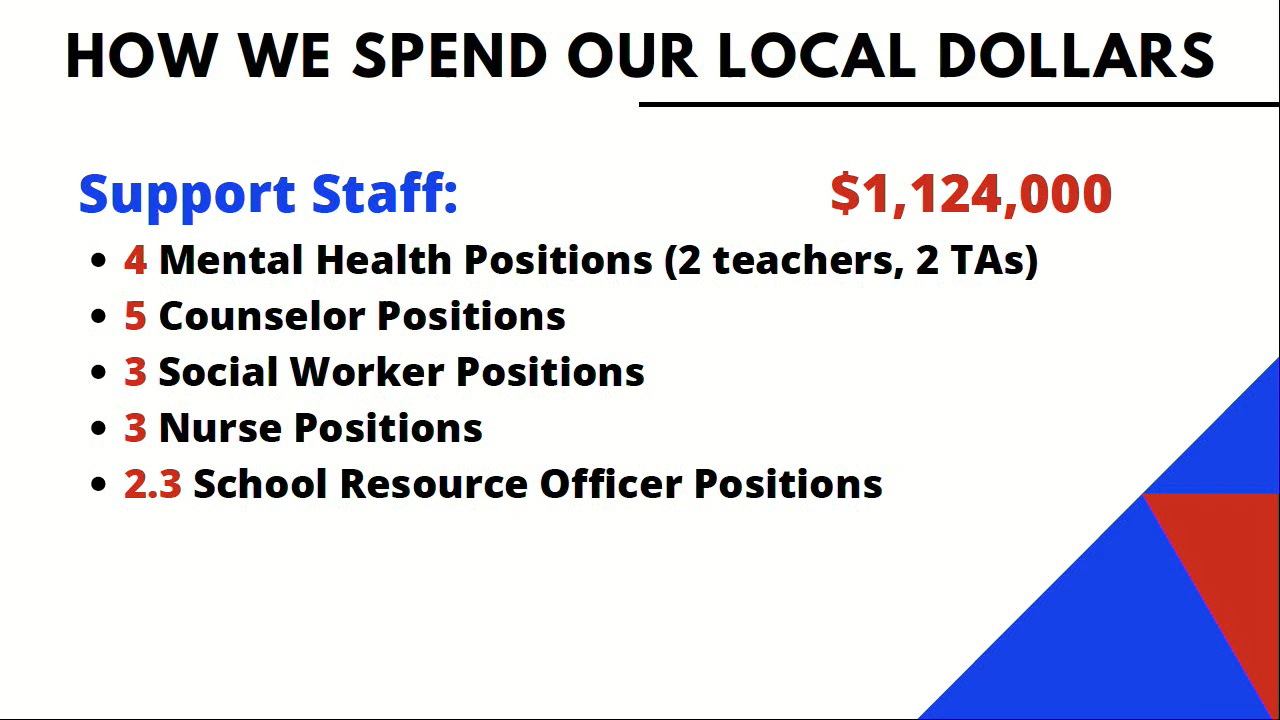 HOW WE SPEND OUR LOCAL DOLLARS
Support Staff: $1,124,000
• 4 Mental Health Positions (2 teachers, 2 TAs)
• 5 Counselor Positions
• 3 Social Worker Positions
• 3 Nurse Positions
• 2.3 School Resource Officer Positions